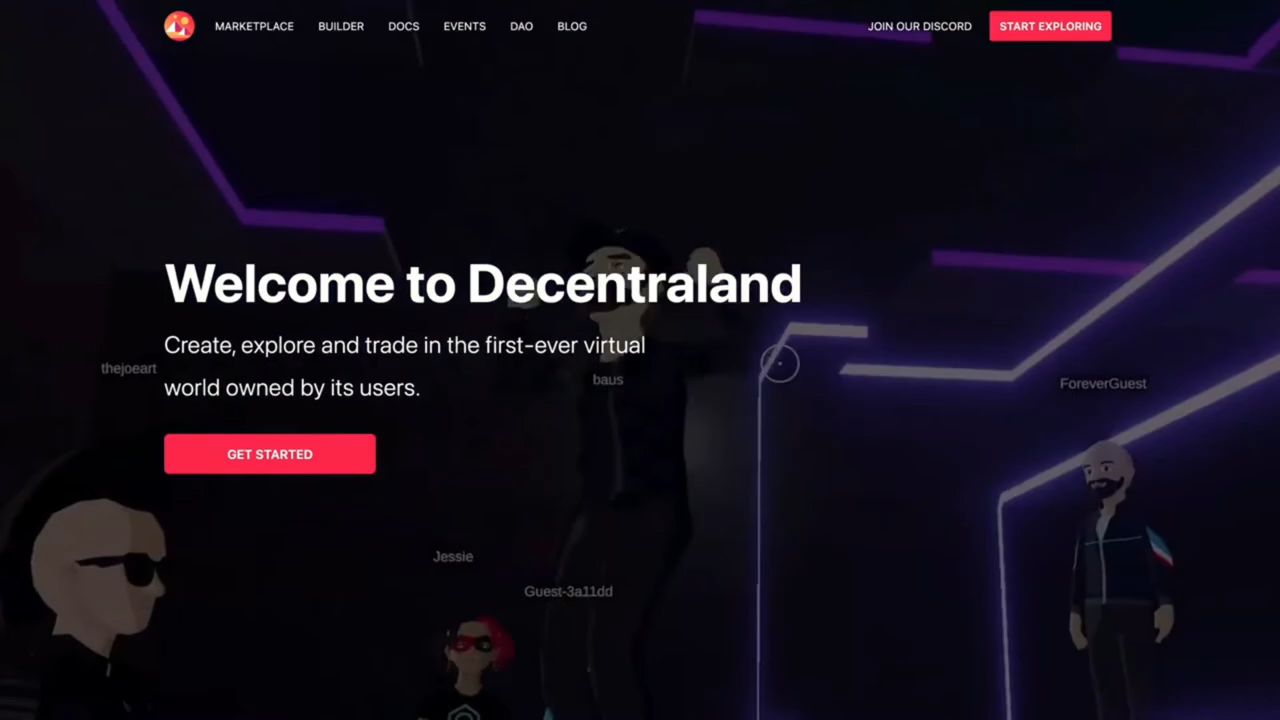 MARKETPLACE BUILDER DOCS EVENTS DAO BLOG JOIN OUR DISCORD START EXPLORING
Welcome to Decentraland
Create, explore and trade in the first-ever virtual
world owned by its users.
thejoeart
baus
ForeverGuest
GET STARTED
Jessie
Guest-3a11dd